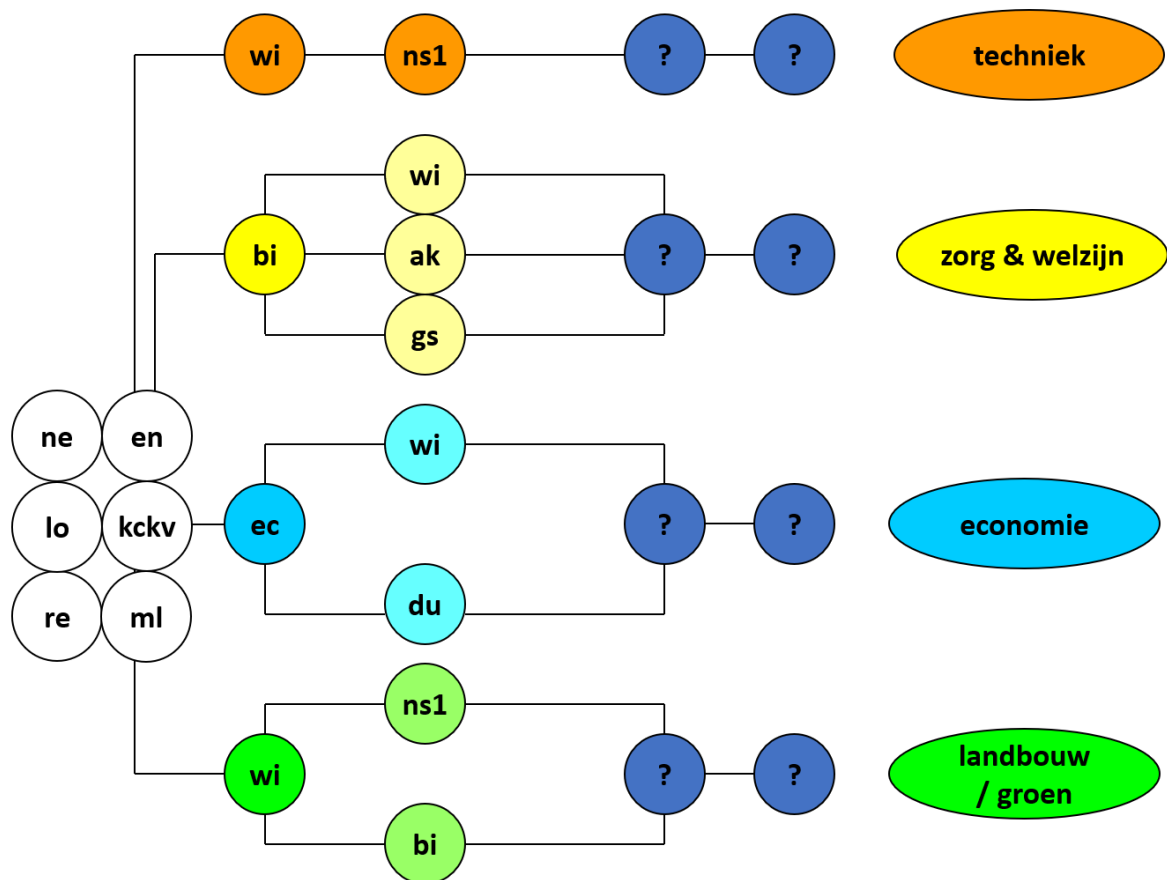 wi
ns1
?
?
techniek
wi
bi
ak
?
?
zorg & welzijn
gs
ne
en
wi
lo
kckv
ec
?
?
economie
re
ml
du
ns1
wi
?
?
landbouw
/ groen
bi